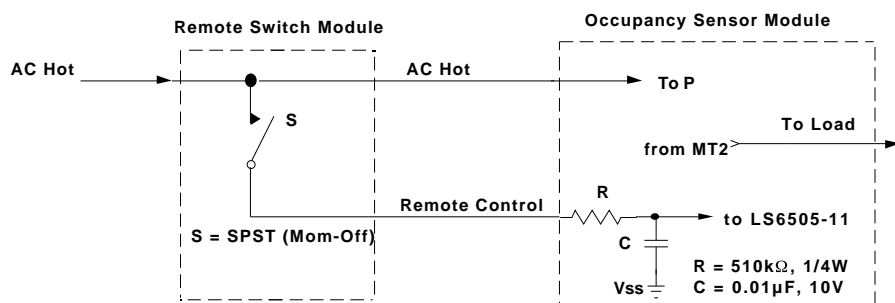 Remote Switch Module
Occupancy Sensor Module
AC Hot
AC Hot
To P
S
To Load
from MT2
R
Remote Control
to LS6505-11
S = SPST (Mom-Off)
C
R = 510kΩ, 1/4W
Vss
C = 0.01µF, 10V